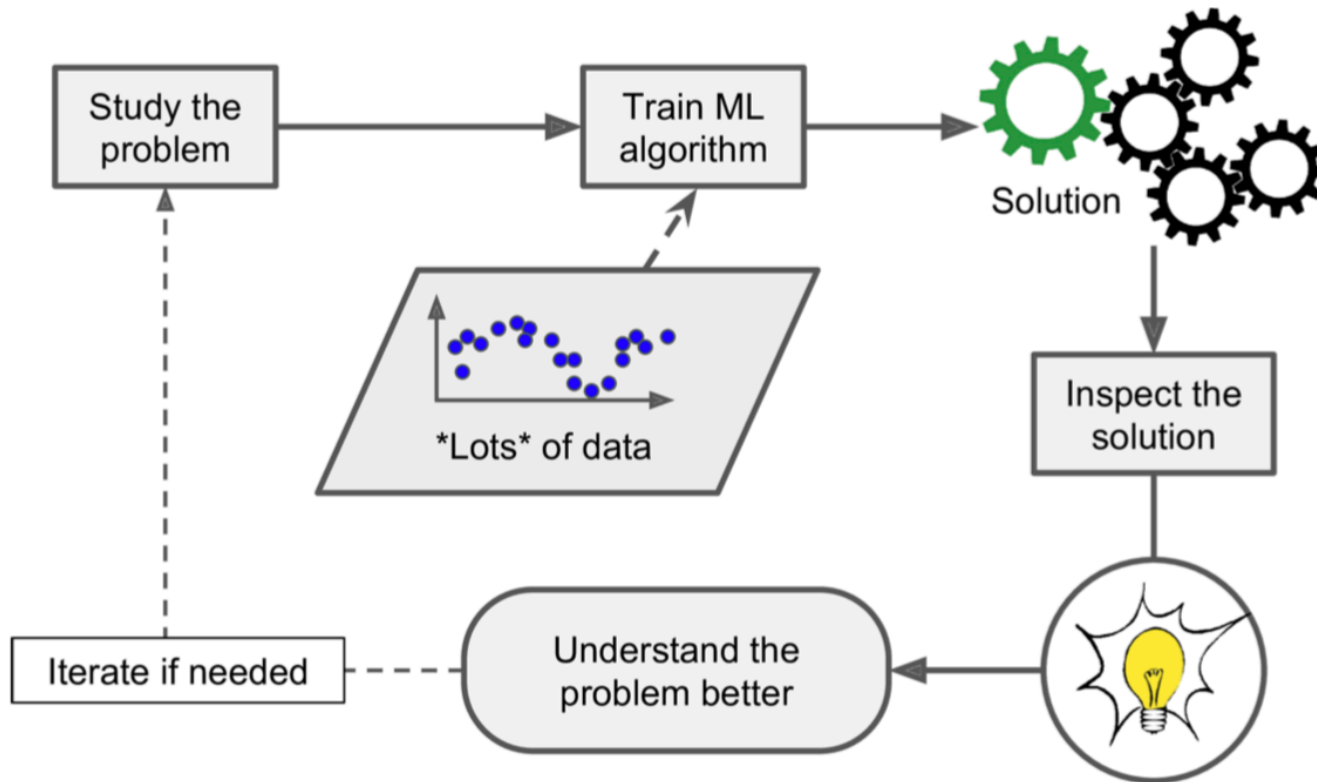 Study the
problem
Train ML
algorithm
Solution
*Lots* of data
Inspect the
solution
Understand the
problem better
Iterate if needed